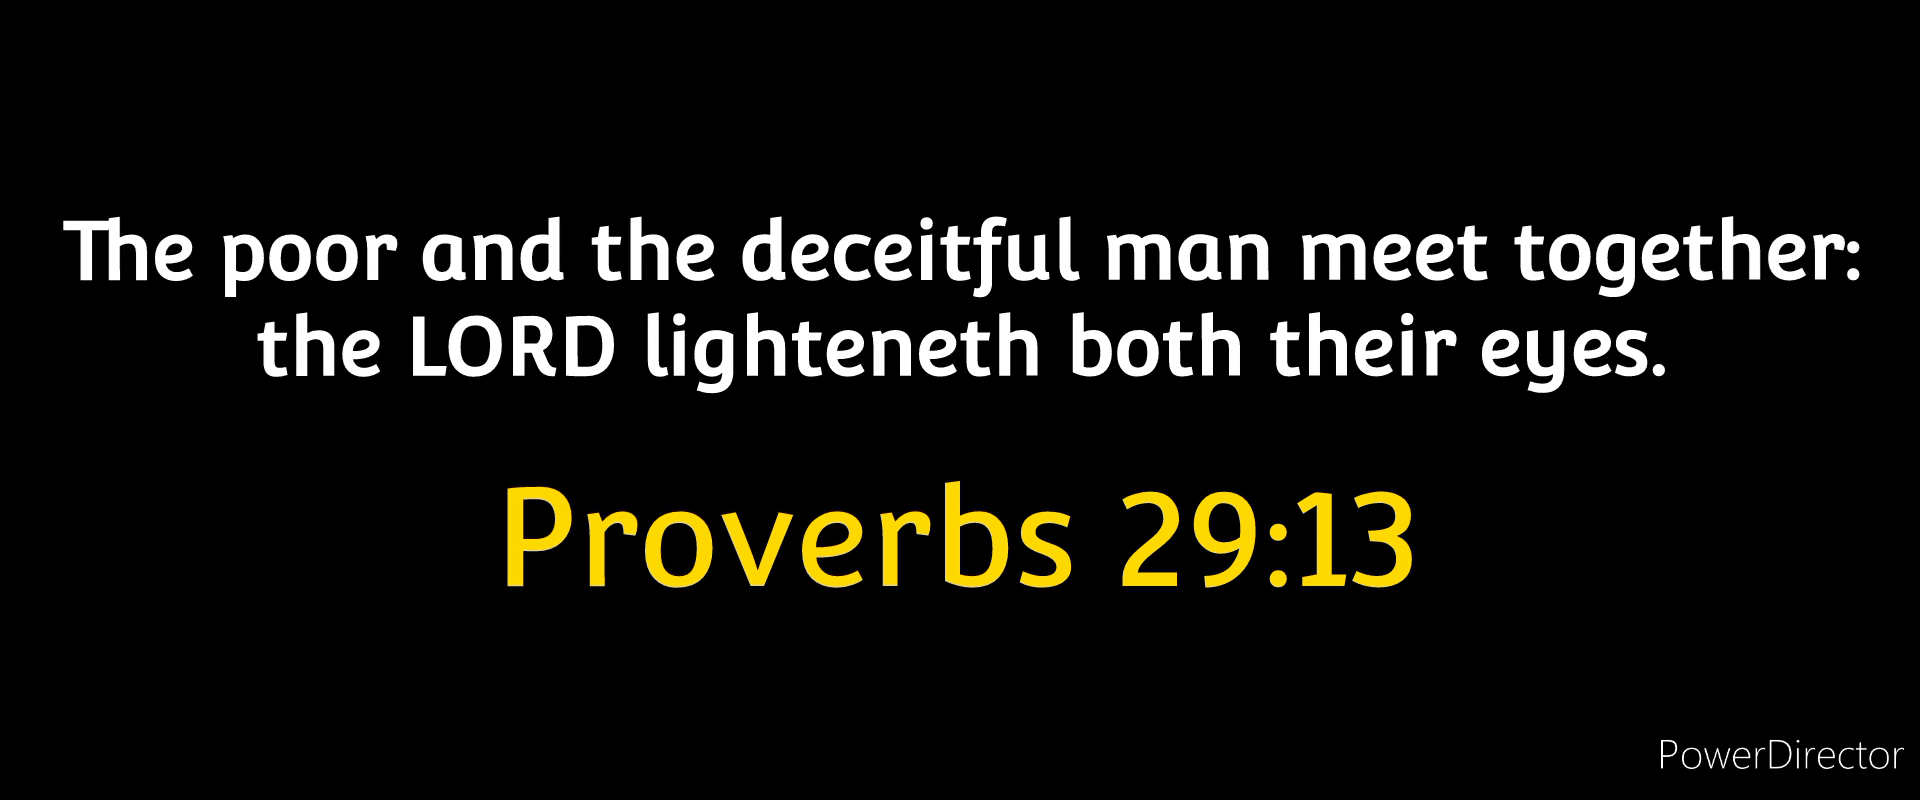 The poor and the deceitful man meet together:
the LORD lighteneth both their eyes.
Proverbs 29:13
PowerDirector